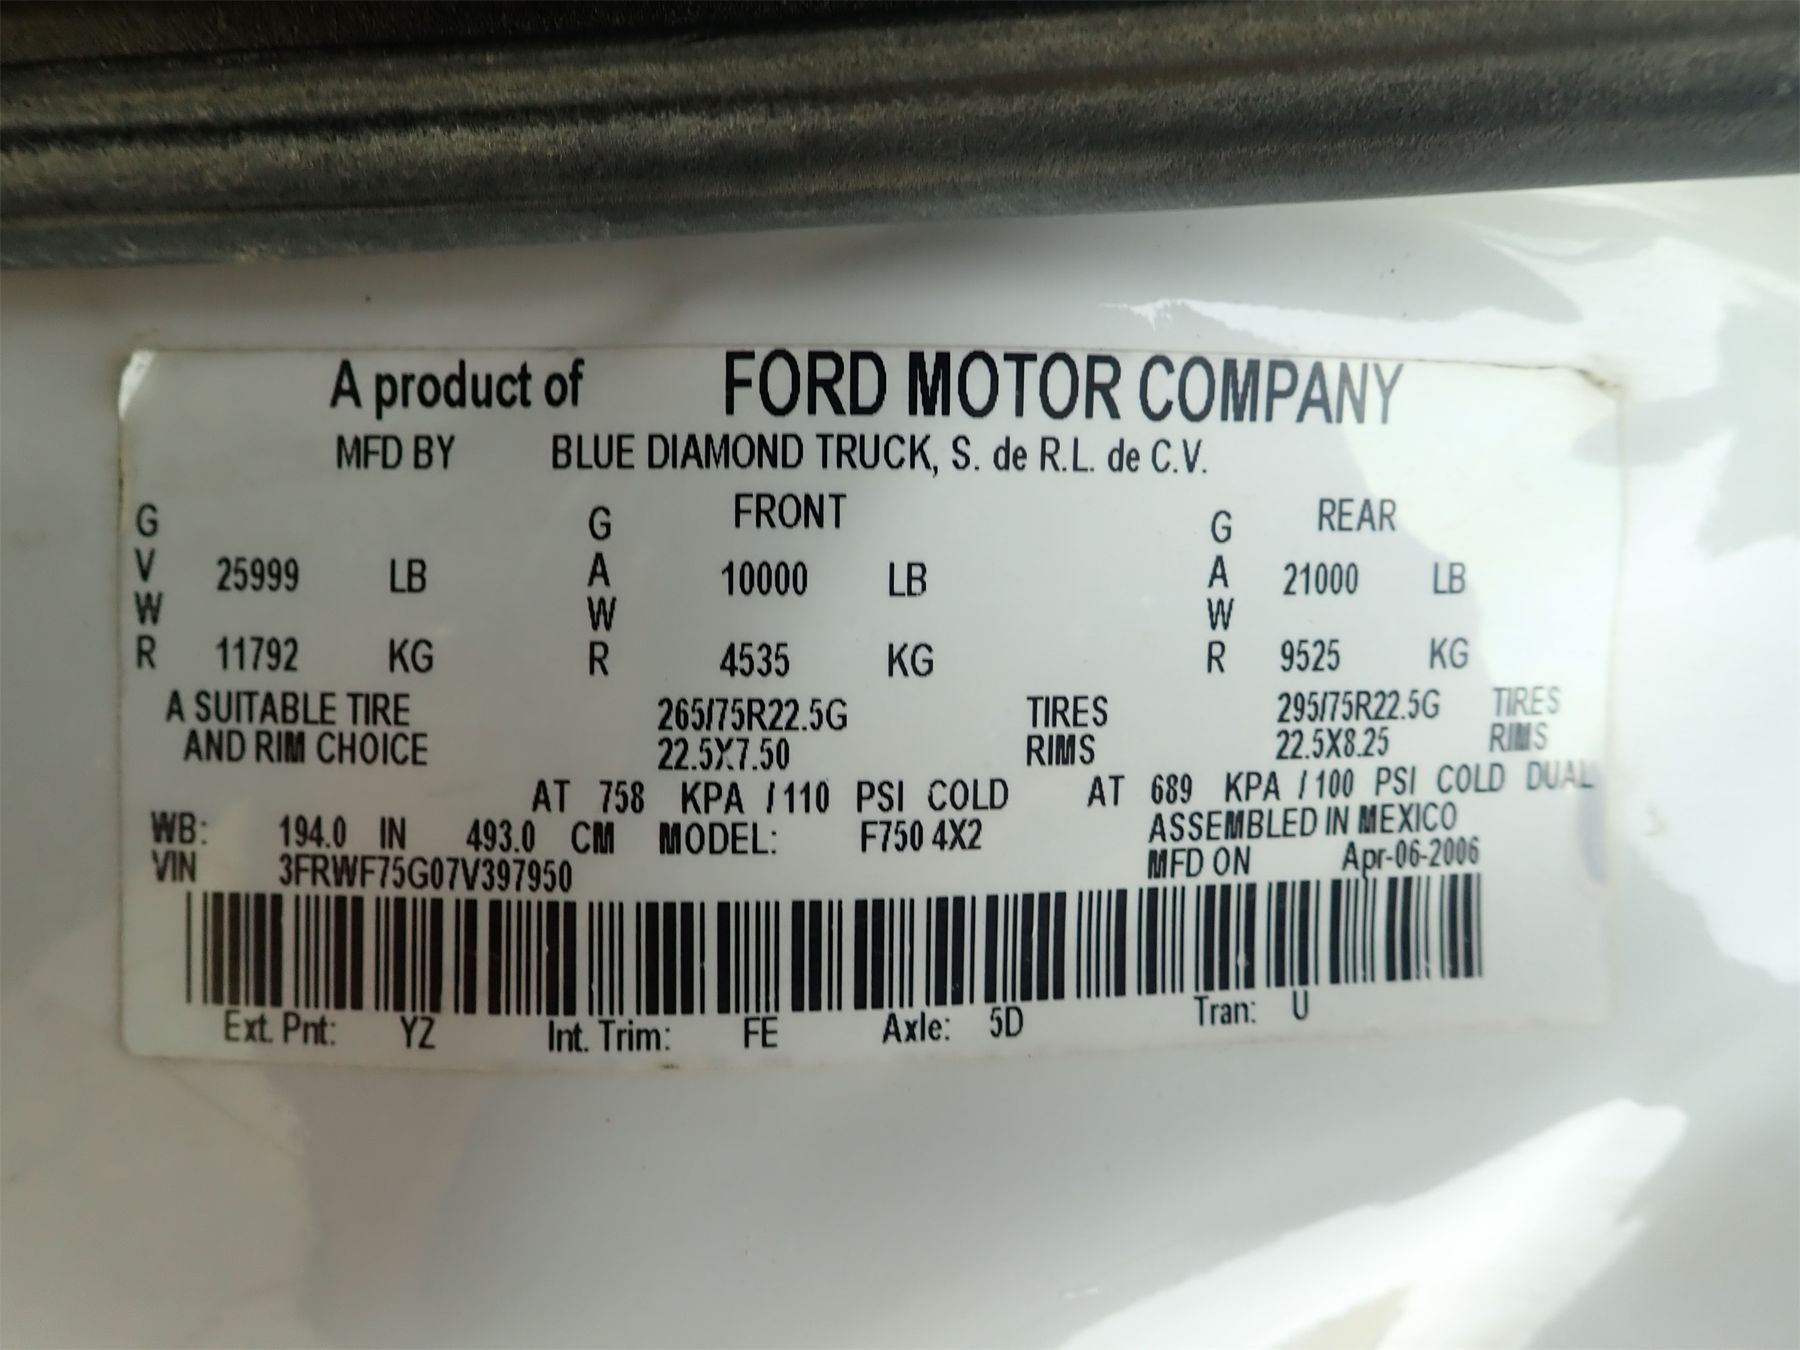 A product of FORD MOTOR COMPANY
MFD BY BLUE DIAMOND TRUCK, S. de R.L. de C.V.
GVWR 25999 LB 11792 KG
GAWR FRONT 10000 LB 4535 KG
GAWR REAR 21000 LB 9525 KG
A SUITABLE TIRE 265/75R22.5G TIRES 295/75R22.5G TIRES
AND RIM CHOICE 22.5X7.50 RIMS 22.5X8.25 RIMS
AT 758 KPA / 110 PSI COLD AT 689 KPA / 100 PSI COLD DUAL
WB: 194.0 IN 493.0 CM MODEL: F750 4X2 ASSEMBLED IN MEXICO
VIN 3FRWF75G07V397950 MFD ON Apr-06-2006
Ext. Pnt: YZ Int. Trim: FE Axle: 5D Tran: U